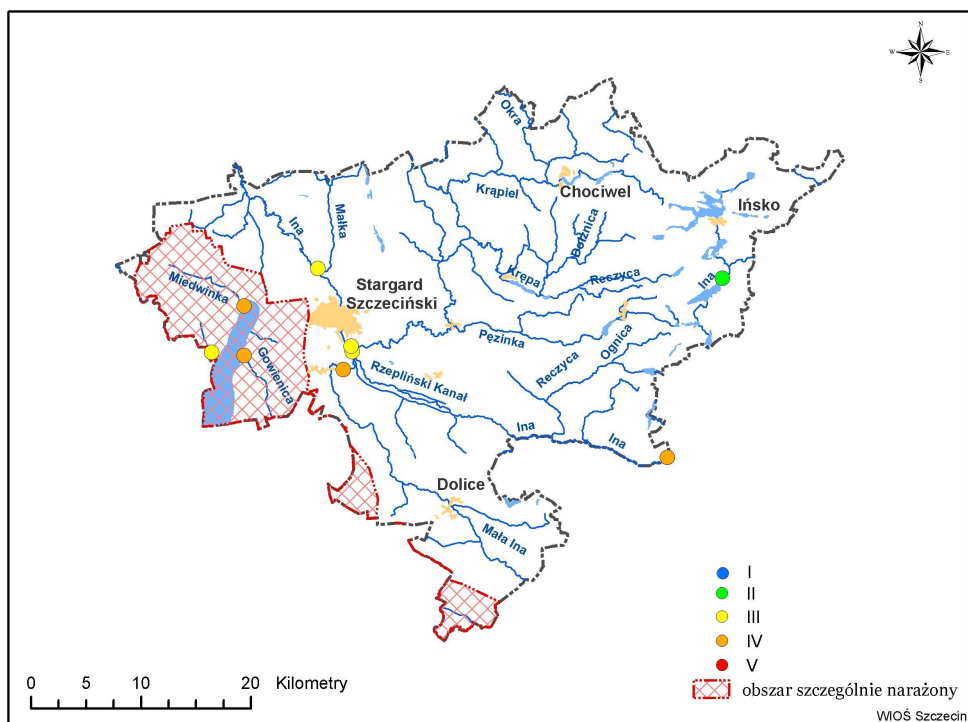 N
W E
S
Okra
Krąpiel
Chociwel
Ińsko
Ina
Małka
Dolźnica
Krępa
Reczyca
Ina
Miedwinka
Stargard
Szczeciński
Pęzinka
Ognica
Reczyca
Gowienica
Rzepliński Kanał
Ina
Ina
Dolice
Mała Ina
I
II
III
IV
V
obszar szczególnie narażony
0 5 10 20 Kilometry
WIOŚ Szczecin